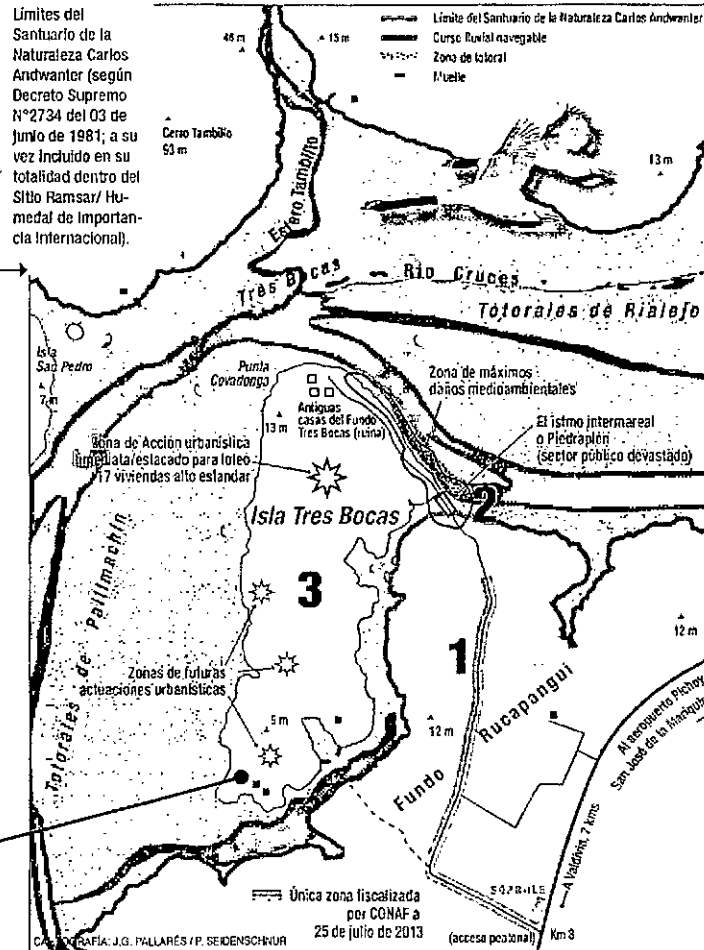 Límites del
Santuario de la
Naturaleza Carlos
Andwanter (según
Decreto Supremo
N°2734 del 03 de
junio de 1981; a su
vez incluido en su
totalidad dentro del
Sitio Ramsar/ Hu-
medal de Importan-
cia Internacional).
Límite del Santuario de la Naturaleza Carlos Andwanter
Curso fluvial navegable
Zona de totoral
Muelle
46 m
15 m
Cerro Tambillo
93 m
Estero Tambillo
13 m
Tres Bocas
Río Cruces
Totorales de Rialejo
Isla
San Pedro
7 m
Punta
Covadonga
Zona de máximos
daños medioambientales
Antiguas
casas del Fundo
Tres Bocas (ruina)
13 m
El istmo intermareal
o Piedraplén
(sector público devastado)
Zona de Acción urbanística
inmediata/estacado para loteo
17 viviendas alto estandar
2
Isla Tres Bocas
3
1
12 m
Totorales de Paillmachin
Zonas de futuras
actuaciones urbanísticas
5 m
12 m
Fundo Rucapangui
Al aeropuerto Pichoy
San José de la Mariquina
A Valdivia, 7 kms
Única zona fiscalizada
por CONAF a
25 de julio de 2013
(acceso peatonal)
Km 3
CARTOGRAFÍA: J.G. PALLARÉS / P. SEIDENSCHNUR